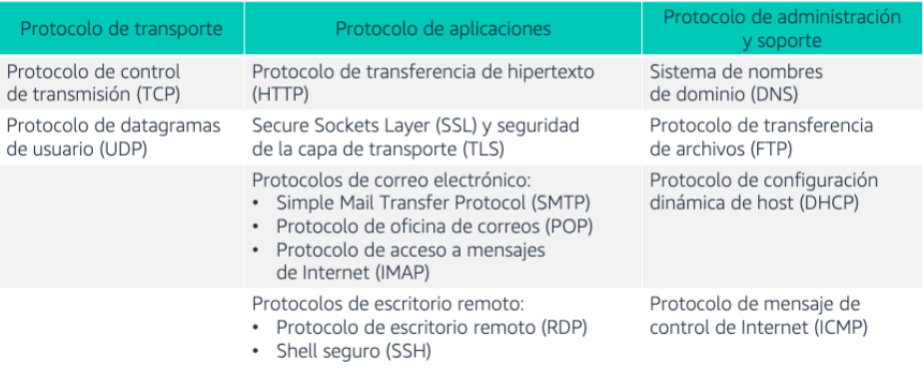 Protocolo de transporte
Protocolo de aplicaciones
Protocolo de administración
y soporte
Protocolo de control
de transmisión (TCP)
Protocolo de transferencia de hipertexto
(HTTP)
Sistema de nombres
de dominio (DNS)
Protocolo de datagramas
de usuario (UDP)
Secure Sockets Layer (SSL) y seguridad
de la capa de transporte (TLS)
Protocolo de transferencia
de archivos (FTP)
Protocolos de correo electrónico:
• Simple Mail Transfer Protocol (SMTP)
• Protocolo de oficina de correos (POP)
• Protocolo de acceso a mensajes
de Internet (IMAP)
Protocolo de configuración
dinámica de host (DHCP)
Protocolos de escritorio remoto:
• Protocolo de escritorio remoto (RDP)
• Shell seguro (SSH)
Protocolo de mensaje de
control de Internet (ICMP)